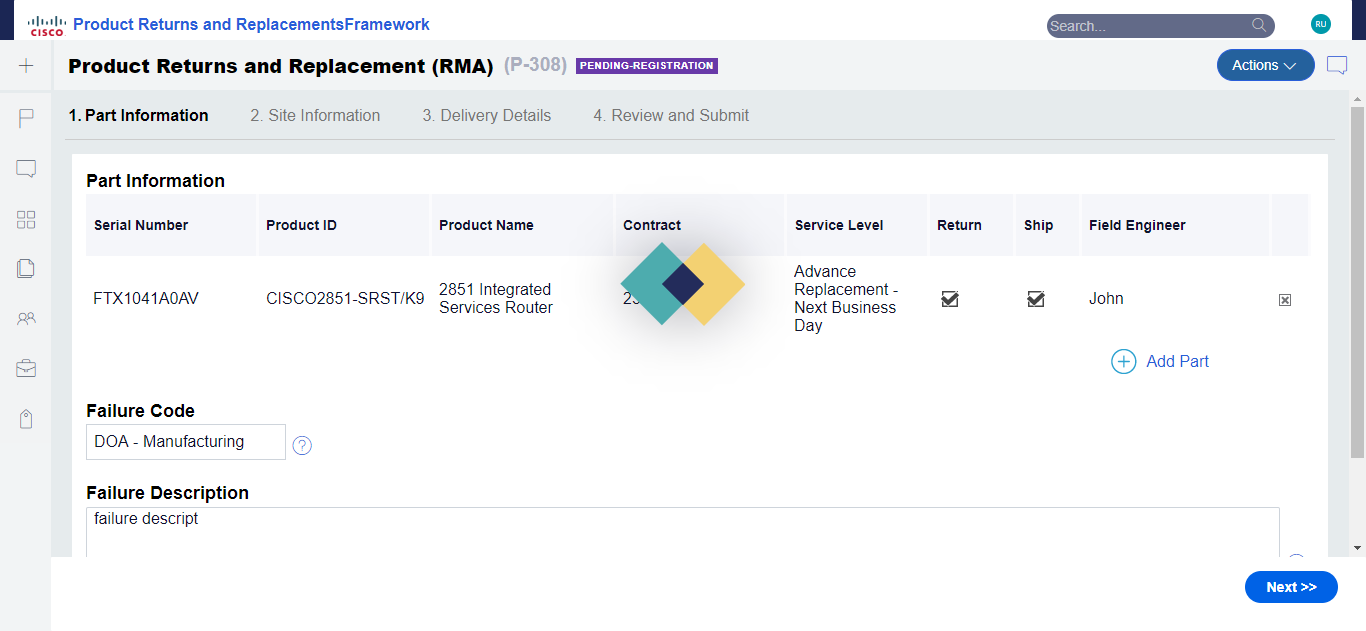 CISCO Product Returns and ReplacementsFramework
Search...
RU
Product Returns and Replacement (RMA) (P-308) PENDING-REGISTRATION
Actions
1. Part Information 2. Site Information 3. Delivery Details 4. Review and Submit
Part Information
Serial Number Product ID Product Name Contract Service Level Return Ship Field Engineer
FTX1041A0AV CISCO2851-SRST/K9
2851 Integrated
Services Router
Advance
Replacement -
Next Business
Day
John
Add Part
Failure Code
DOA - Manufacturing
?
Failure Description
failure descript
Next >>